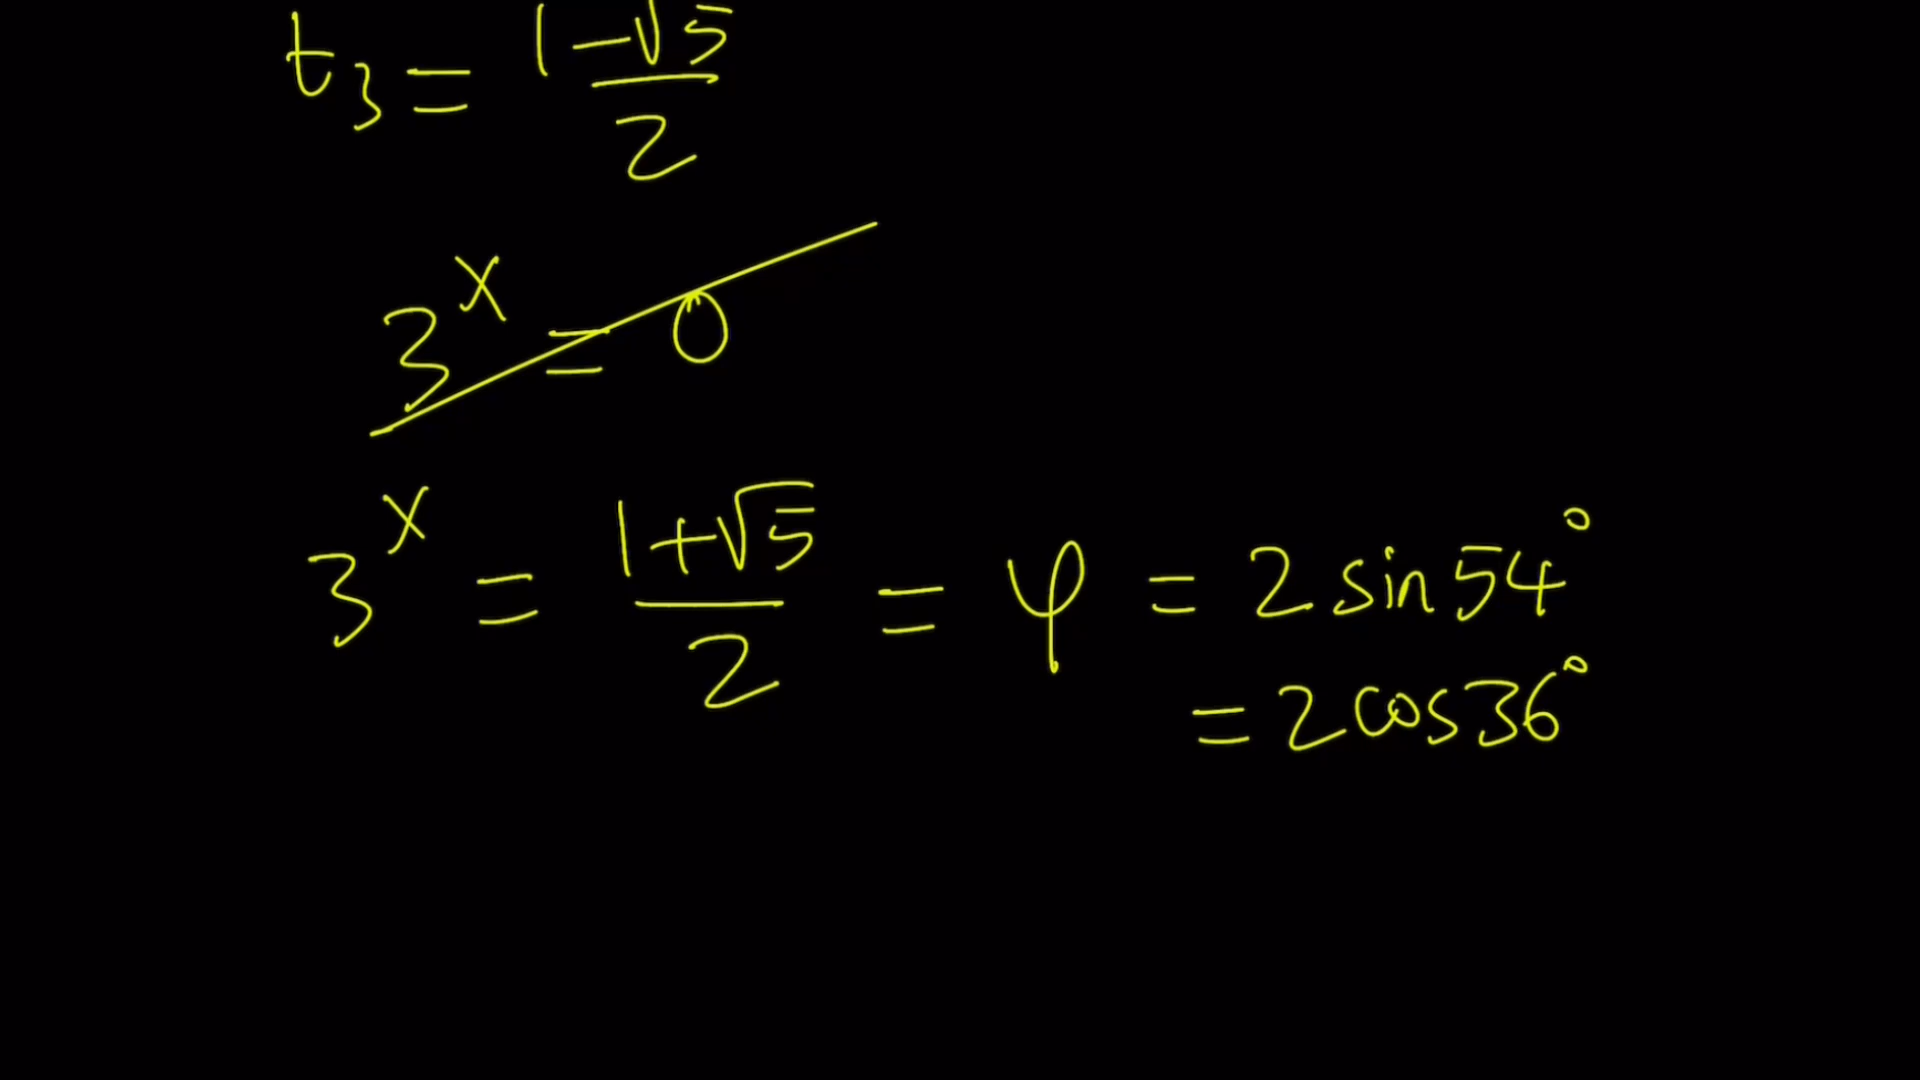 t₃ = (1-√5)/2
3^x = 0
3^x = (1+√5)/2 = φ = 2 sin 54°
= 2 cos 36°